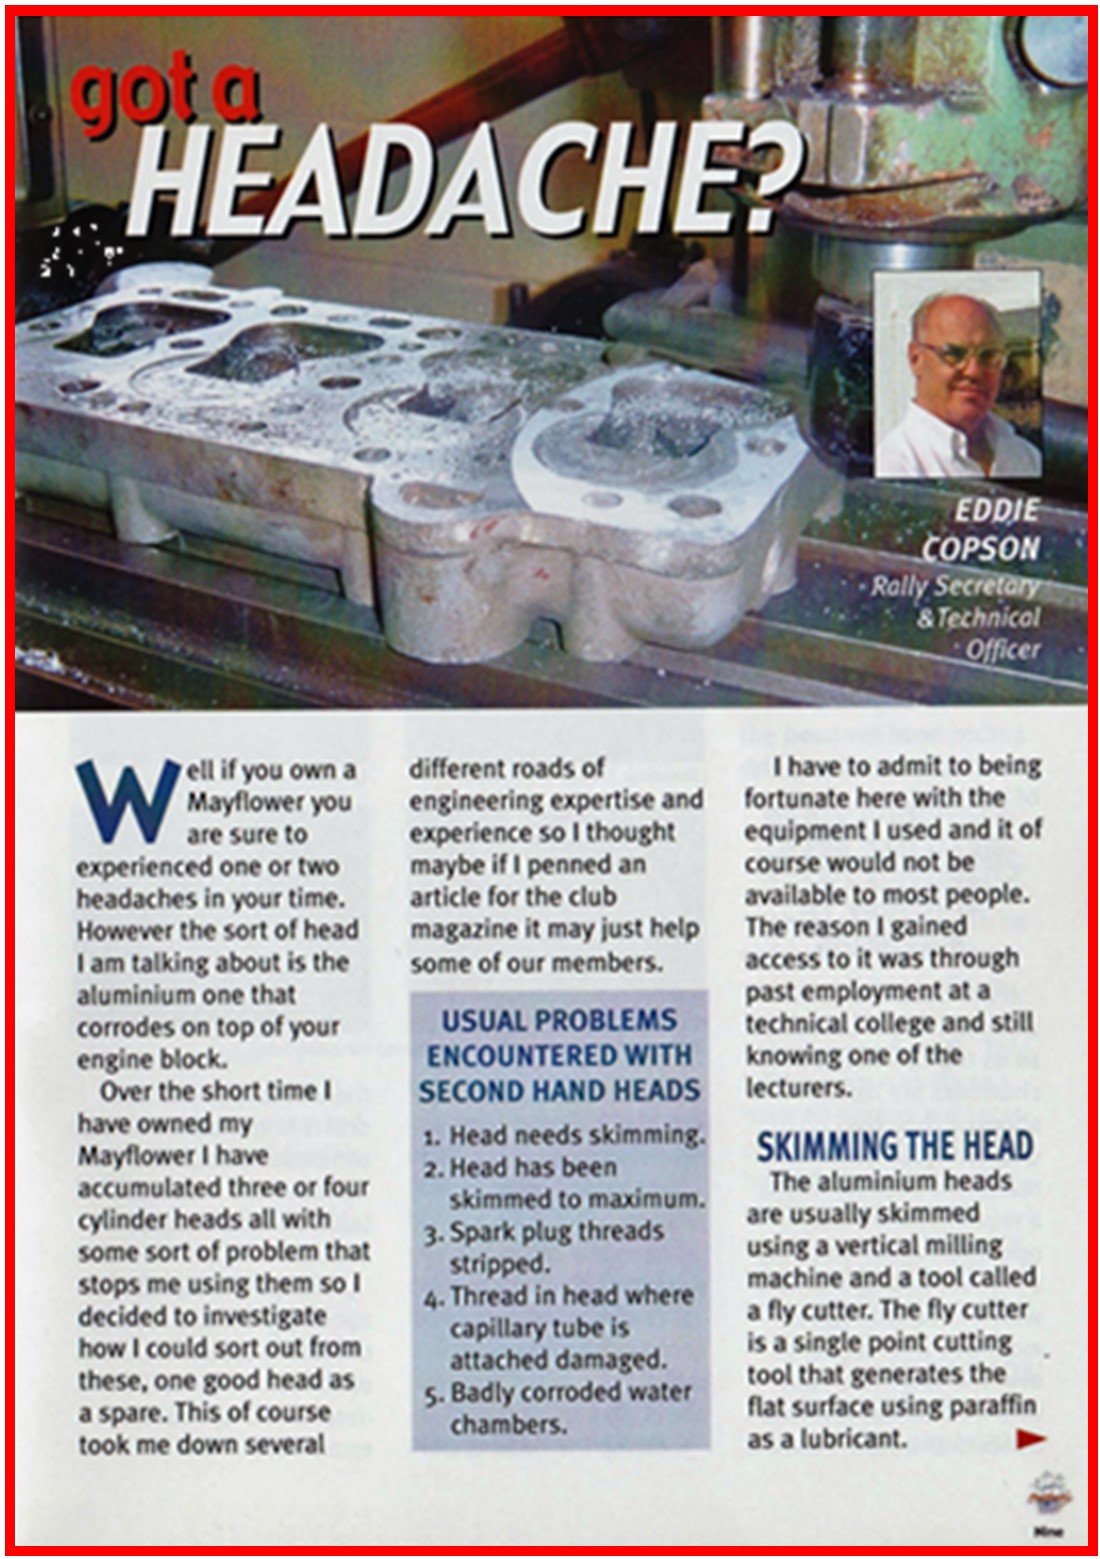 got a
HEADACHE?
EDDIE
COPSON
Rally Secretary
& Technical
Officer
Well if you own a
Mayflower you
are sure to
experienced one or two
headaches in your time.
However the sort of head
I am talking about is the
aluminium one that
corrodes on top of your
engine block.
Over the short time I
have owned my
Mayflower I have
accumulated three or four
cylinder heads all with
some sort of problem that
stops me using them so I
decided to investigate
how I could sort out from
these, one good head as
a spare. This of course
took me down several
different roads of
engineering expertise and
experience so I thought
maybe if I penned an
article for the club
magazine it may just help
some of our members.
USUAL PROBLEMS
ENCOUNTERED WITH
SECOND HAND HEADS
1. Head needs skimming.
2. Head has been
skimmed to maximum.
3. Spark plug threads
stripped.
4. Thread in head where
capillary tube is
attached damaged.
5. Badly corroded water
chambers.
I have to admit to being
fortunate here with the
equipment I used and it of
course would not be
available to most people.
The reason I gained
access to it was through
past employment at a
technical college and still
knowing one of the
lecturers.
SKIMMING THE HEAD
The aluminium heads
are usually skimmed
using a vertical milling
machine and a tool called
a fly cutter. The fly cutter
is a single point cutting
tool that generates the
flat surface using paraffin
as a lubricant.
Nine